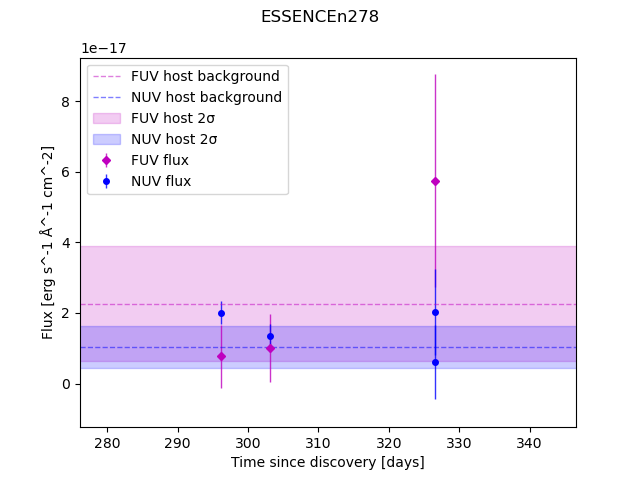 ESSENCEn278
1e−17
FUV host background
NUV host background
FUV host 2σ
NUV host 2σ
FUV flux
NUV flux
8
6
4
2
0
Flux [erg s^-1 Å^-1 cm^-2]
280 290 300 310 320 330 340
Time since discovery [days]